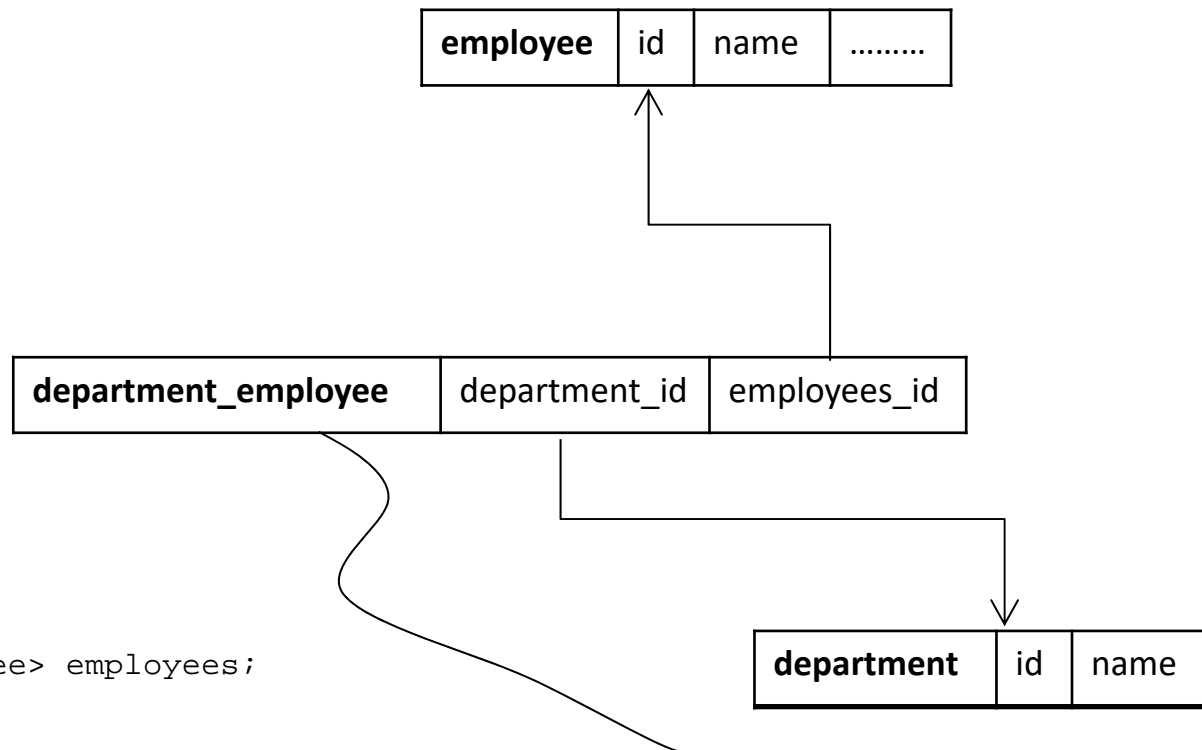 employee id name ………
department_employee department_id employees_id
ee> employees;
department id name